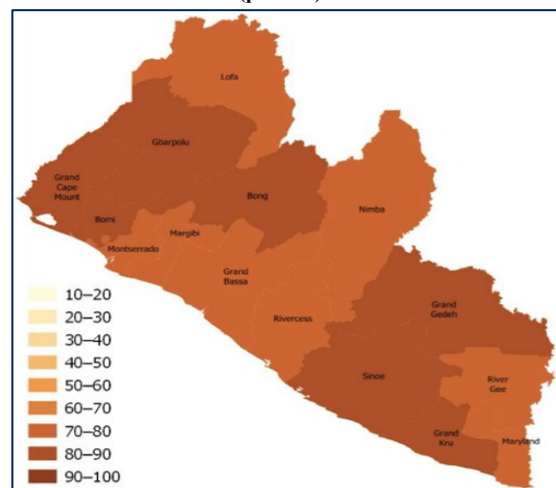 Lofa
Gbarpolu
Grand
Cape
Mount
Bong
Bomi
Nimba
Margibi
Montserrado
Grand
Bassa
Rivercess
Grand
Gedeh
Sinoe
River
Gee
Grand
Kru
Maryland
10–20
20–30
30–40
40–50
50–60
60–70
70–80
80–90
90–100